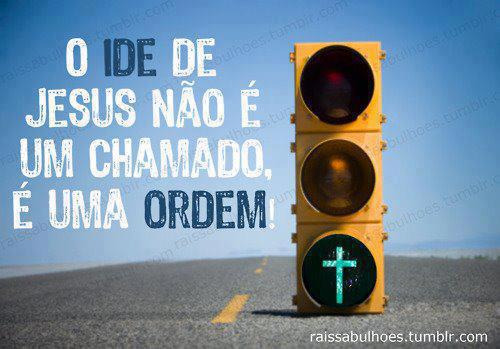 O IDE DE
JESUS NÃO É
UM CHAMADO,
É UMA ORDEM!
raissabulhoes.tumblr.com